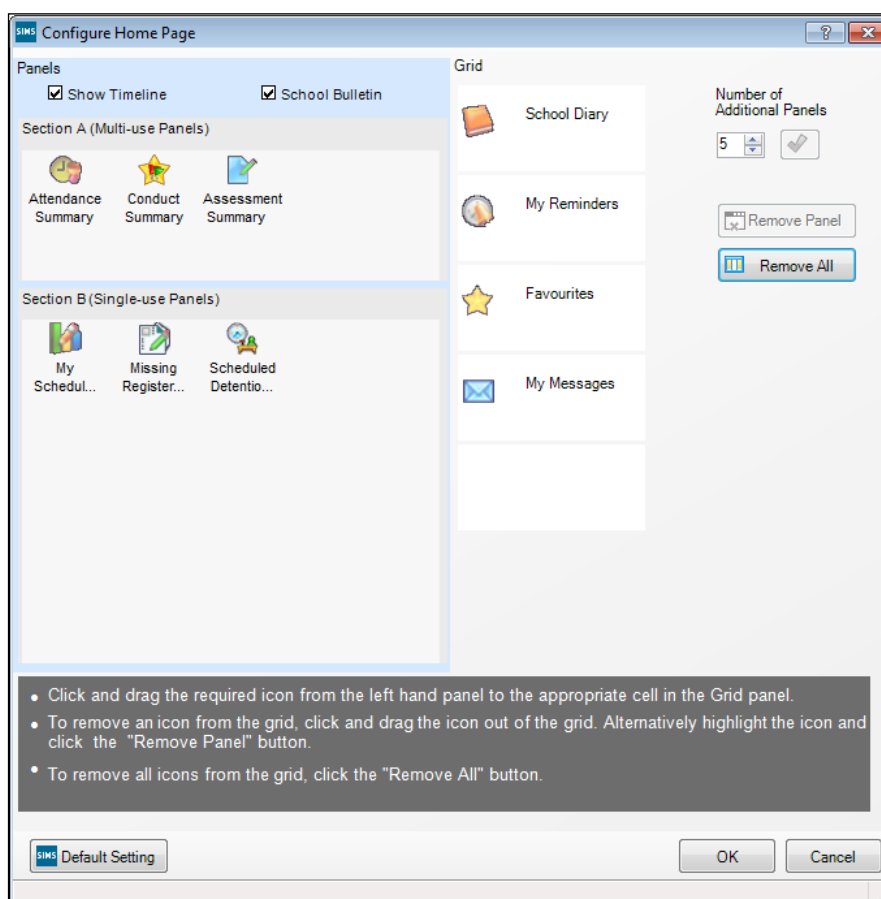 SIMS Configure Home Page
Panels
Show Timeline
School Bulletin
Section A (Multi-use Panels)
Attendance Summary
Conduct Summary
Assessment Summary
Section B (Single-use Panels)
My Schedul...
Missing Register...
Scheduled Detentio...
Grid
School Diary
My Reminders
Favourites
My Messages
Number of
Additional Panels
5
Remove Panel
Remove All
• Click and drag the required icon from the left hand panel to the appropriate cell in the Grid panel.
• To remove an icon from the grid, click and drag the icon out of the grid. Alternatively highlight the icon and
click the "Remove Panel" button.
• To remove all icons from the grid, click the "Remove All" button.
SIMS Default Setting
OK
Cancel